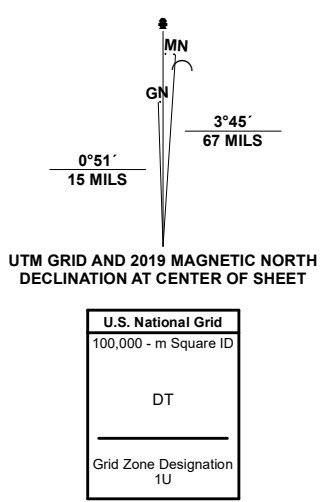 MN
GN
3°45´
67 MILS
0°51´
15 MILS
UTM GRID AND 2019 MAGNETIC NORTH
DECLINATION AT CENTER OF SHEET
U.S. National Grid
100,000 - m Square ID
DT
Grid Zone Designation
1U